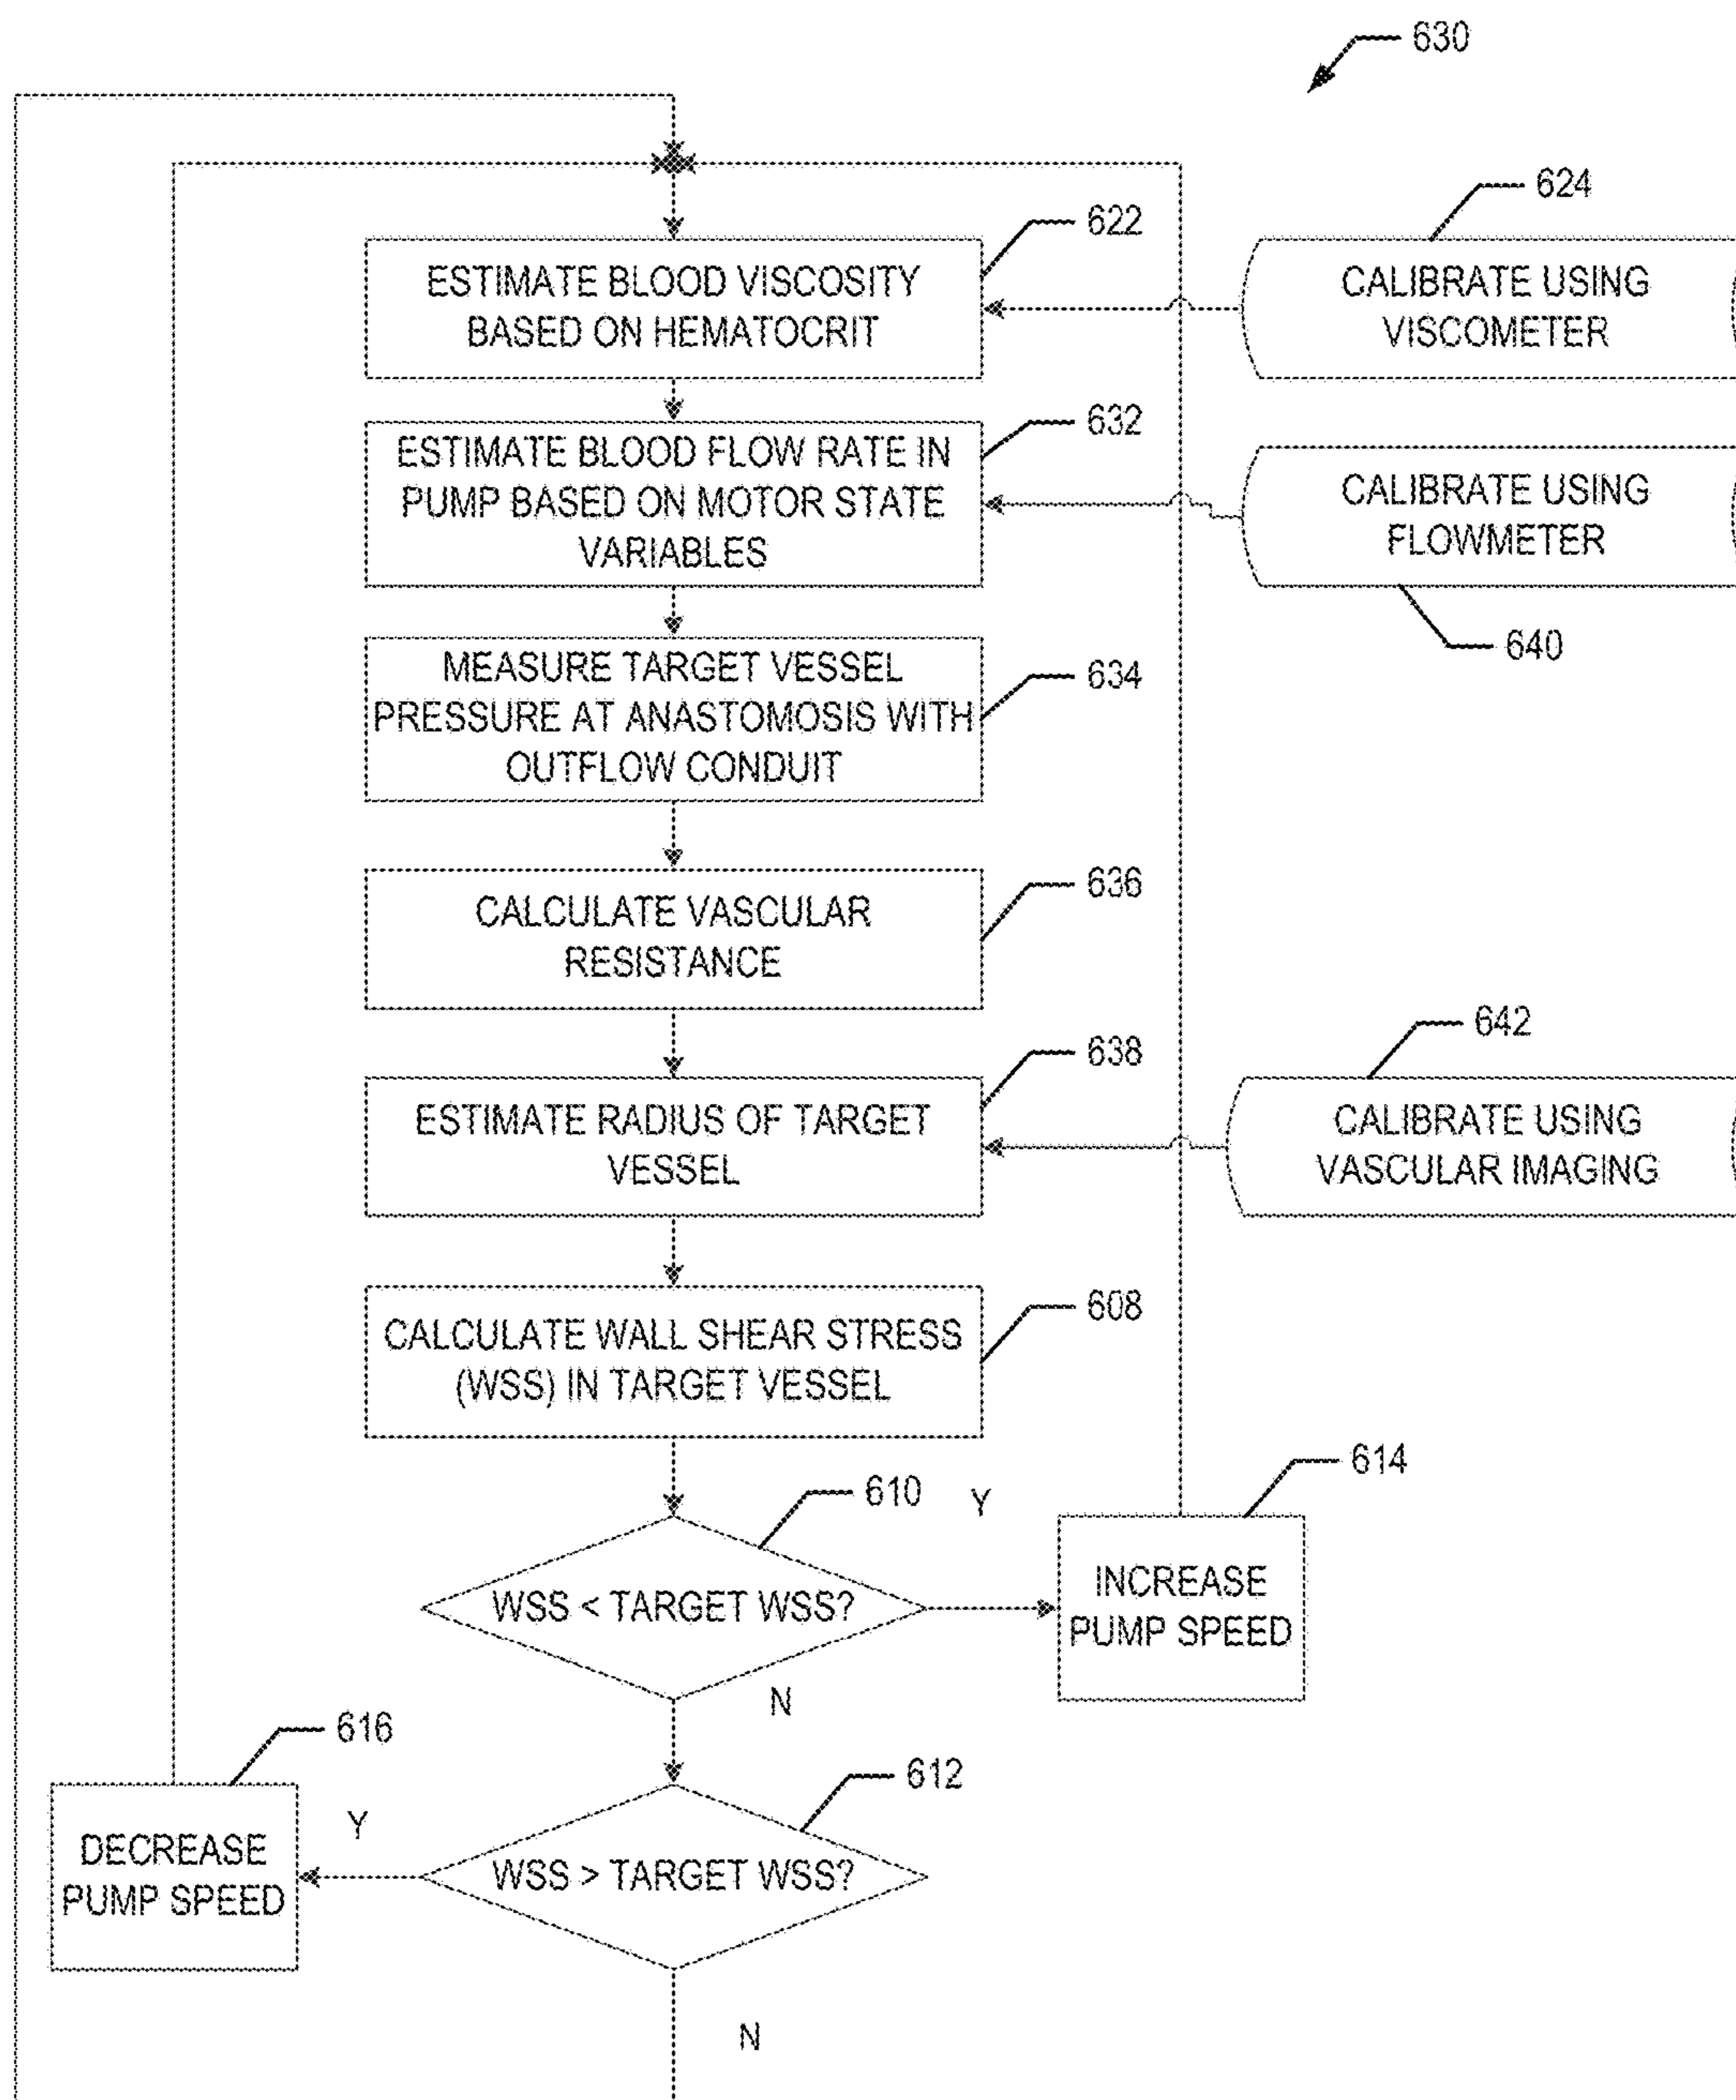 630
622
624
ESTIMATE BLOOD VISCOSITY
BASED ON HEMATOCRIT
CALIBRATE USING
VISCOMETER
632
ESTIMATE BLOOD FLOW RATE IN
PUMP BASED ON MOTOR STATE
VARIABLES
CALIBRATE USING
FLOWMETER
640
634
MEASURE TARGET VESSEL
PRESSURE AT ANASTOMOSIS WITH
OUTFLOW CONDUIT
636
CALCULATE VASCULAR
RESISTANCE
638
642
ESTIMATE RADIUS OF TARGET
VESSEL
CALIBRATE USING
VASCULAR IMAGING
608
CALCULATE WALL SHEAR STRESS
(WSS) IN TARGET VESSEL
610
Y
614
WSS < TARGET WSS?
INCREASE
PUMP SPEED
N
616
612
Y
DECREASE
PUMP SPEED
WSS > TARGET WSS?
N